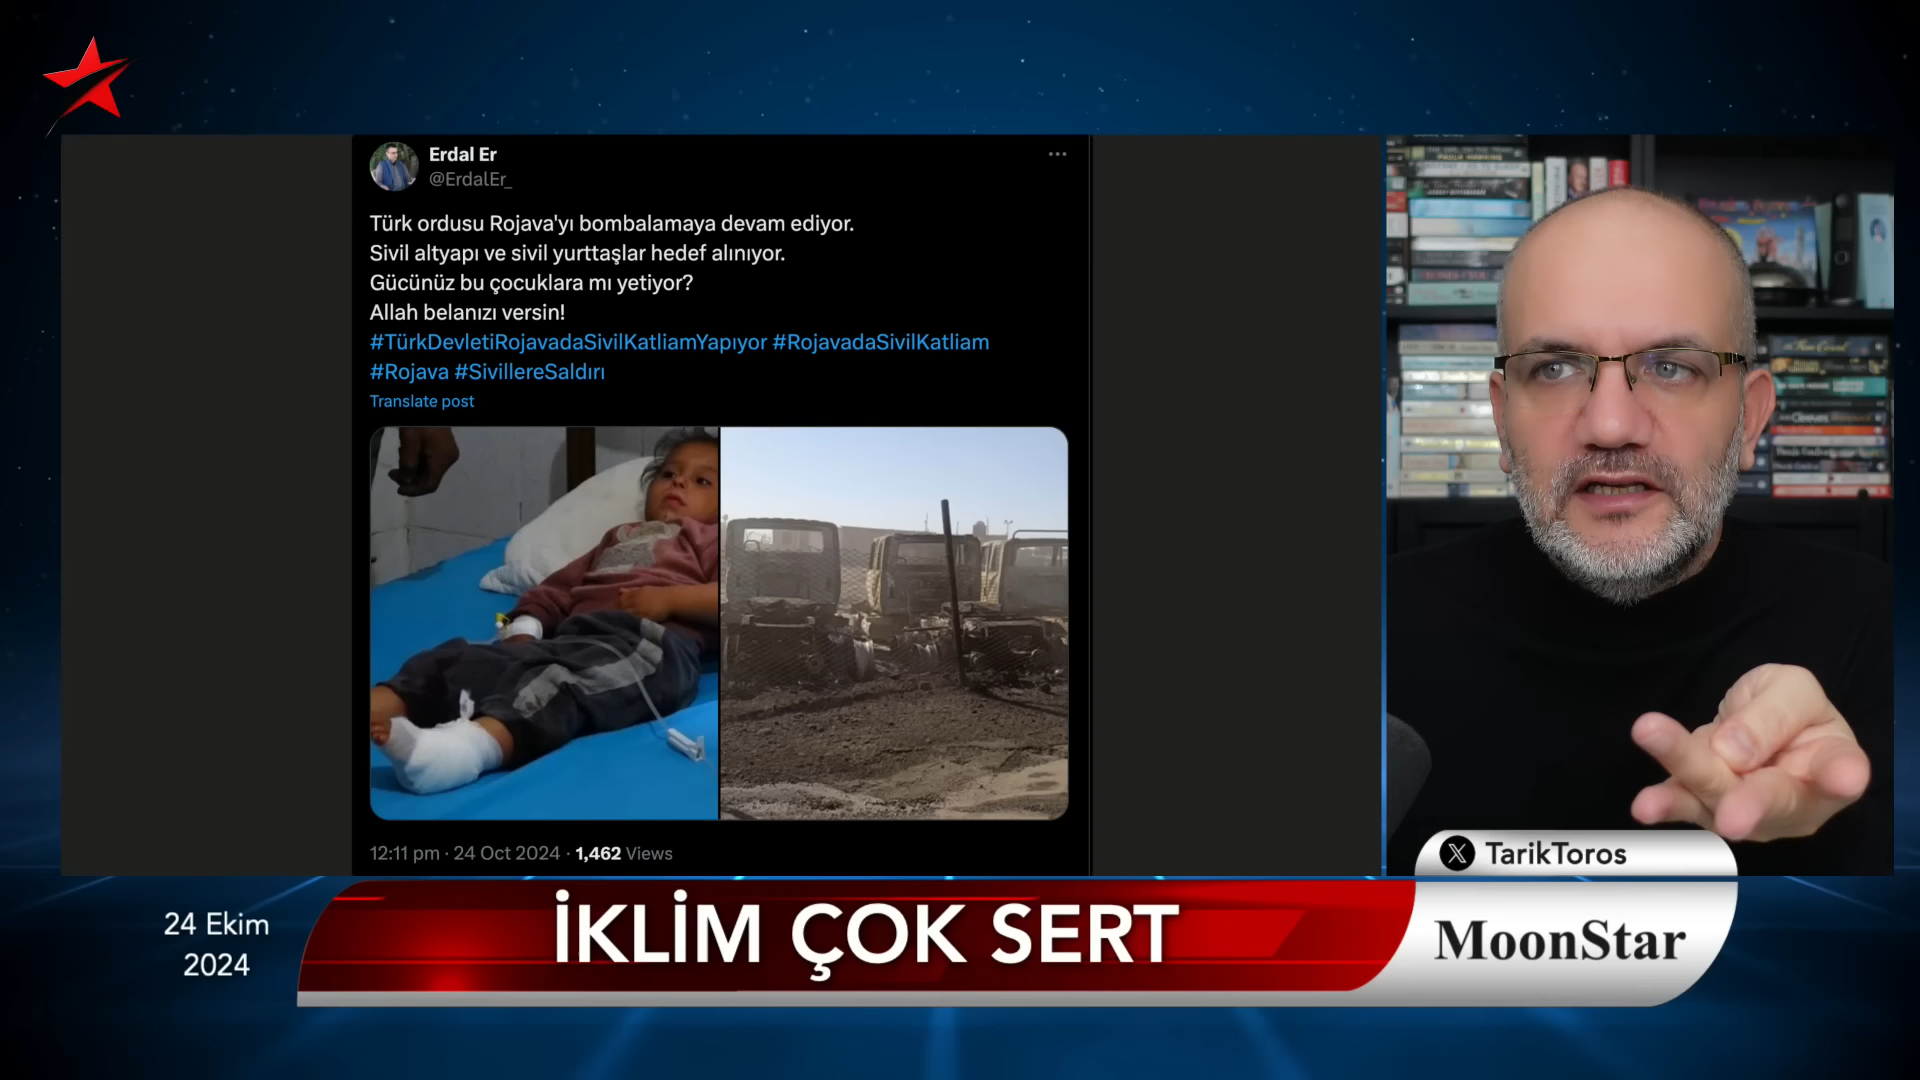 Erdal Er
@ErdalEr_
Türk ordusu Rojava'yı bombalamaya devam ediyor.
Sivil altyapı ve sivil yurttaşlar hedef alınıyor.
Gücünüz bu çocuklara mı yetiyor?
Allah belanızı versin!
#TürkDevletiRojavadaSivilKatliamYapıyor #RojavadaSivilKatliam
#Rojava #SivillereSaldırı
Translate post
12:11 pm · 24 Oct 2024 · 1,462 Views
TarikToros
24 Ekim
2024
İKLİM ÇOK SERT
MoonStar